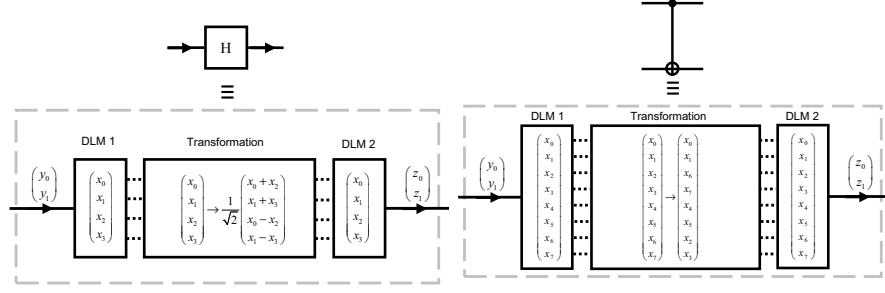 H
≡
DLM 1
Transformation
DLM 2
(y₀ y₁)
(x₀ x₁ x₂ x₃)
(x₀ x₁ x₂ x₃) → 1/√2 (x₀ + x₂ x₁ + x₃ x₀ − x₂ x₁ − x₃)
(x₀ x₁ x₂ x₃)
(z₀ z₁)
≡
DLM 1
Transformation
DLM 2
(y₀ y₁)
(x₀ x₁ x₂ x₃ x₄ x₅ x₆ x₇)
(x₀ x₁ x₂ x₃ x₄ x₅ x₆ x₇) → (x₀ x₁ x₆ x₇ x₄ x₅ x₂ x₃)
(x₀ x₁ x₂ x₃ x₄ x₅ x₆ x₇)
(z₀ z₁)